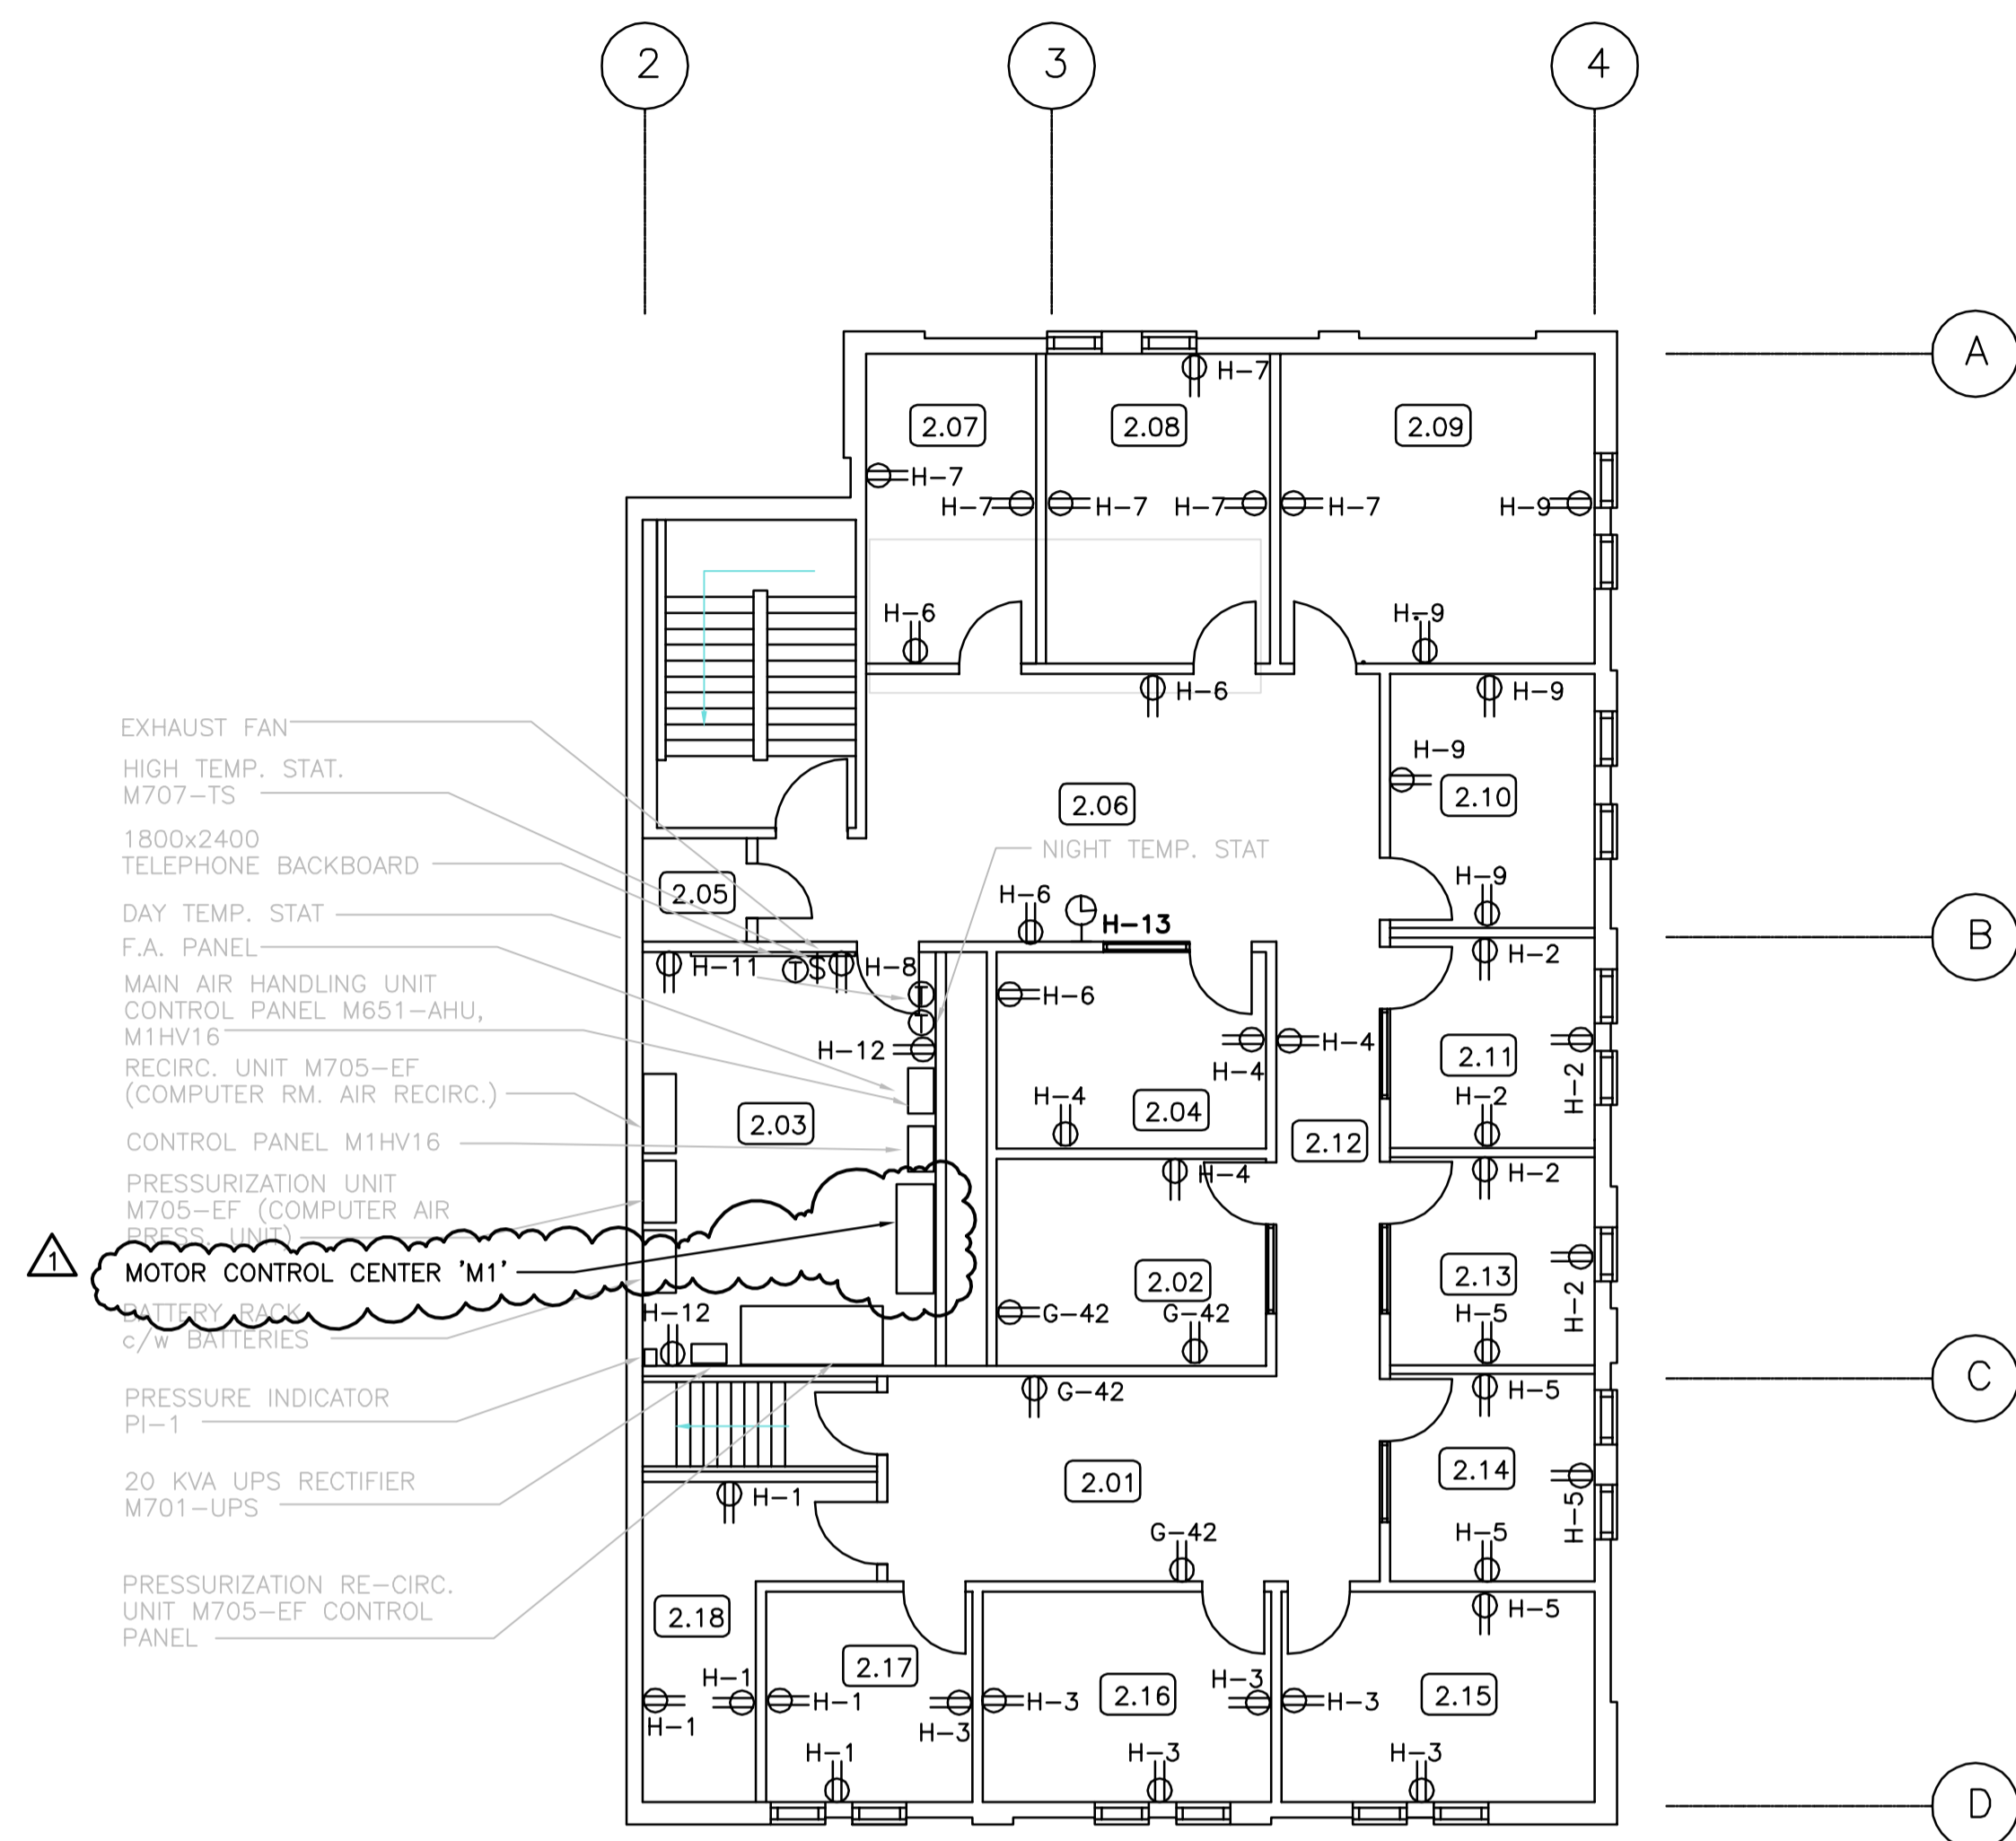 2
3
4
A
B
C
D
H-7
2.07
2.08
2.09
H-7
H-7
H-7
H-7
H-7
H-9
H-6
H-9
H-6
H-9
H-9
2.10
2.06
H-9
2.05
H-6
H-13
NIGHT TEMP. STAT
EXHAUST FAN
HIGH TEMP. STAT.
M707-TS
1800x2400
TELEPHONE BACKBOARD
DAY TEMP. STAT
F.A. PANEL
MAIN AIR HANDLING UNIT
CONTROL PANEL M651-AHU,
M1HV16
RECIRC. UNIT M705-EF
(COMPUTER RM. AIR RECIRC.)
CONTROL PANEL M1HV16
PRESSURIZATION UNIT
M705-EF (COMPUTER AIR
PRESS. UNIT)
1
MOTOR CONTROL CENTER 'M1'
BATTERY RACK
c/w BATTERIES
PRESSURE INDICATOR
PI-1
20 KVA UPS RECTIFIER
M701-UPS
PRESSURIZATION RE-CIRC.
UNIT M705-EF CONTROL
PANEL
H-11
T
S
H-8
T
T
H-12
2.03
H-12
H-6
H-4
H-4
2.04
H-4
H-4
2.12
H-2
2.11
H-2
H-2
H-2
2.02
G-42
G-42
2.13
H-2
H-5
G-42
H-5
2.01
2.14
H-5
H-5
G-42
H-1
H-5
2.18
2.17
2.16
2.15
H-1
H-1
H-1
H-3
H-3
H-3
H-3
H-1
H-3
H-3